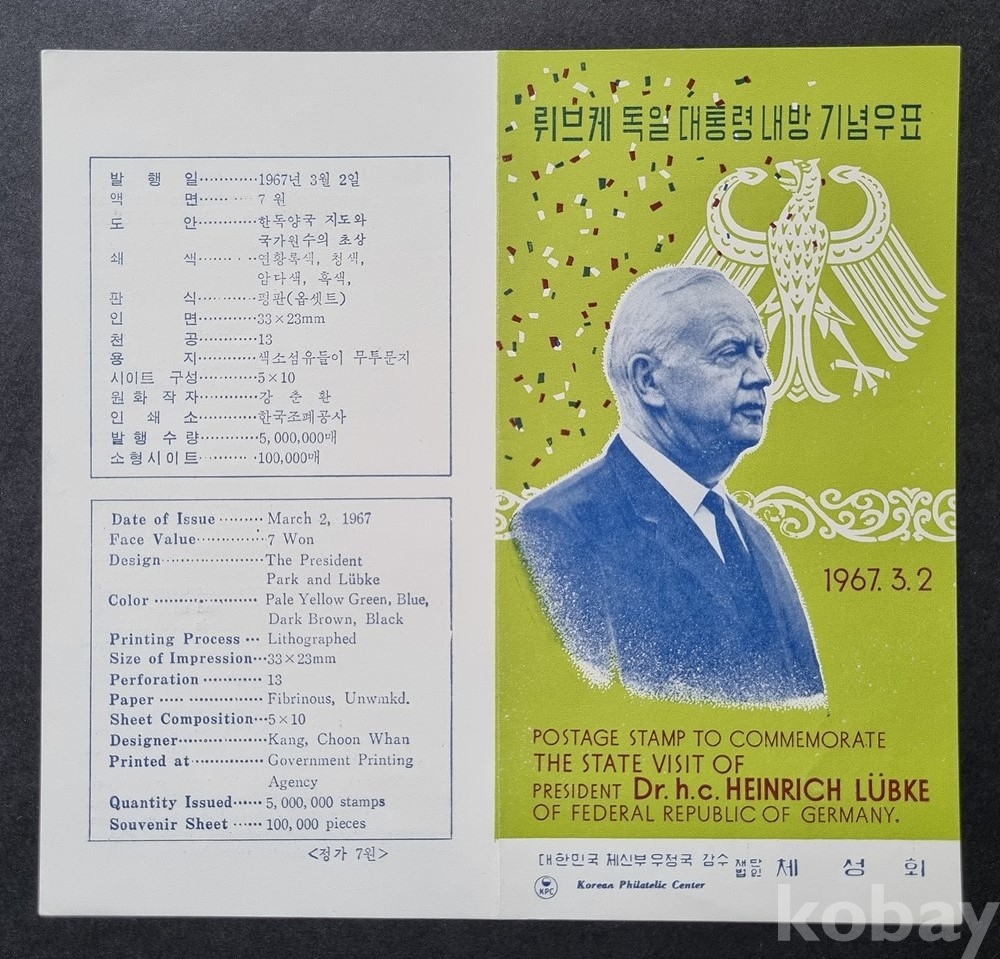 발 행 일············1967년 3월 2일
액 면············7 원
도 안············한독양국 지도와
국가원수의 초상
쇄 색············연황록색, 청색,
암다색, 흑색,
판 식············평판(옵셋트)
인 면············33×23mm
천 공············13
용 지············색소섬유들이 무투문지
시이트 구성············5×10
원화 작자············강 춘 환
인 쇄 소············한국조폐공사
발행수량············5,000,000매
소형시이트············100,000매
Date of Issue ········· March 2, 1967
Face Value··············7 Won
Design····················The President
Park and Lübke
Color ····················· Pale Yellow Green, Blue,
Dark Brown, Black
Printing Process ··· Lithographed
Size of Impression···33×23mm
Perforation ············ 13
Paper ····················· Fibrinous, Unwmkd.
Sheet Composition···5×10
Designer··················Kang, Choon Whan
Printed at···············Government Printing
Agency
Quantity Issued······5,000,000 stamps
Souvenir Sheet ······ 100,000 pieces
<정가 7원>
뤼브케 독일 대통령 내방 기념우표
1967. 3. 2
POSTAGE STAMP TO COMMEMORATE
THE STATE VISIT OF
PRESIDENT Dr. h.c. HEINRICH LÜBKE
OF FEDERAL REPUBLIC OF GERMANY.
대한민국 체신부우정국 감수 재단법인 체 성 회
KPC Korean Philatelic Center
kobay